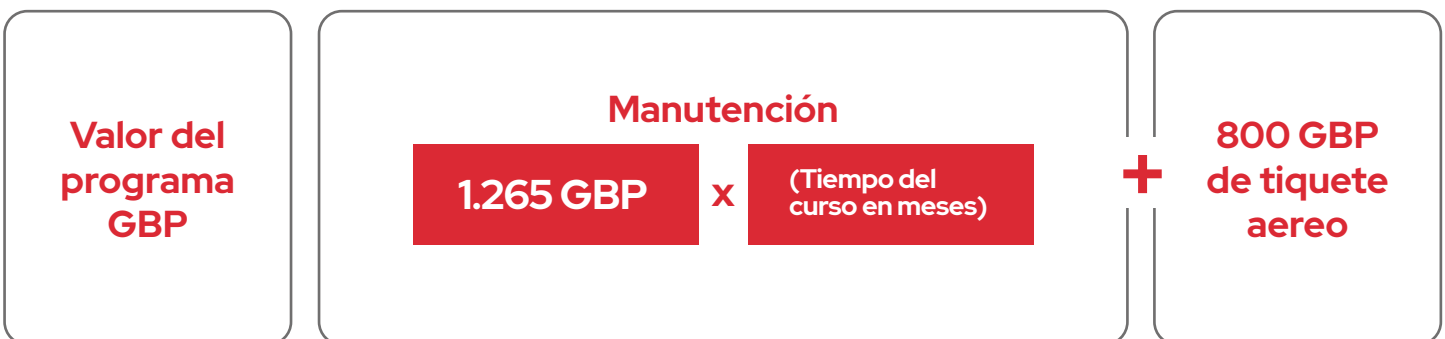 Valor del
programa
GBP
Manutención
1.265 GBP
x
(Tiempo del
curso en meses)
+
800 GBP
de tiquete
aereo